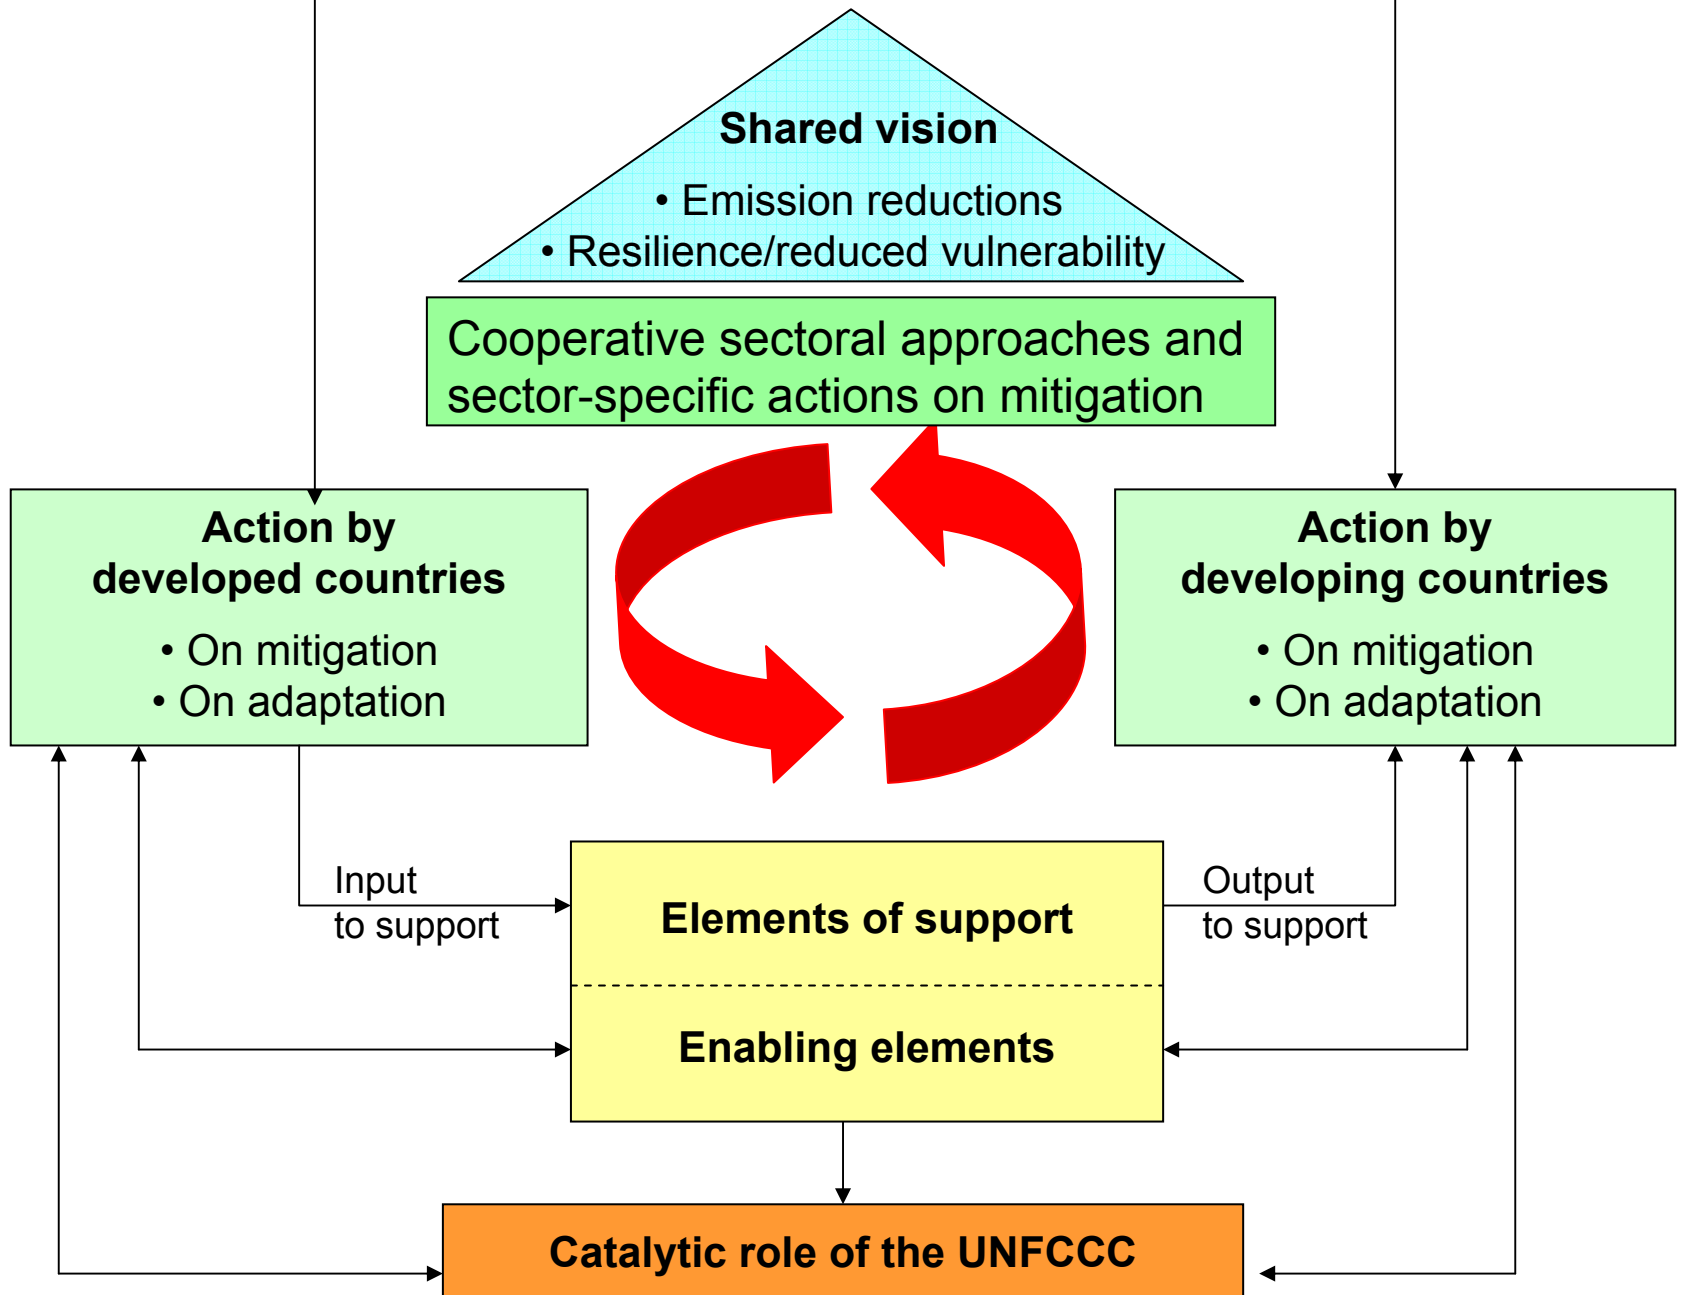 Shared vision
• Emission reductions
• Resilience/reduced vulnerability
Cooperative sectoral approaches and
sector-specific actions on mitigation
Action by
developed countries
• On mitigation
• On adaptation
Action by
developing countries
• On mitigation
• On adaptation
Input
to support
Elements of support
Output
to support
Enabling elements
Catalytic role of the UNFCCC